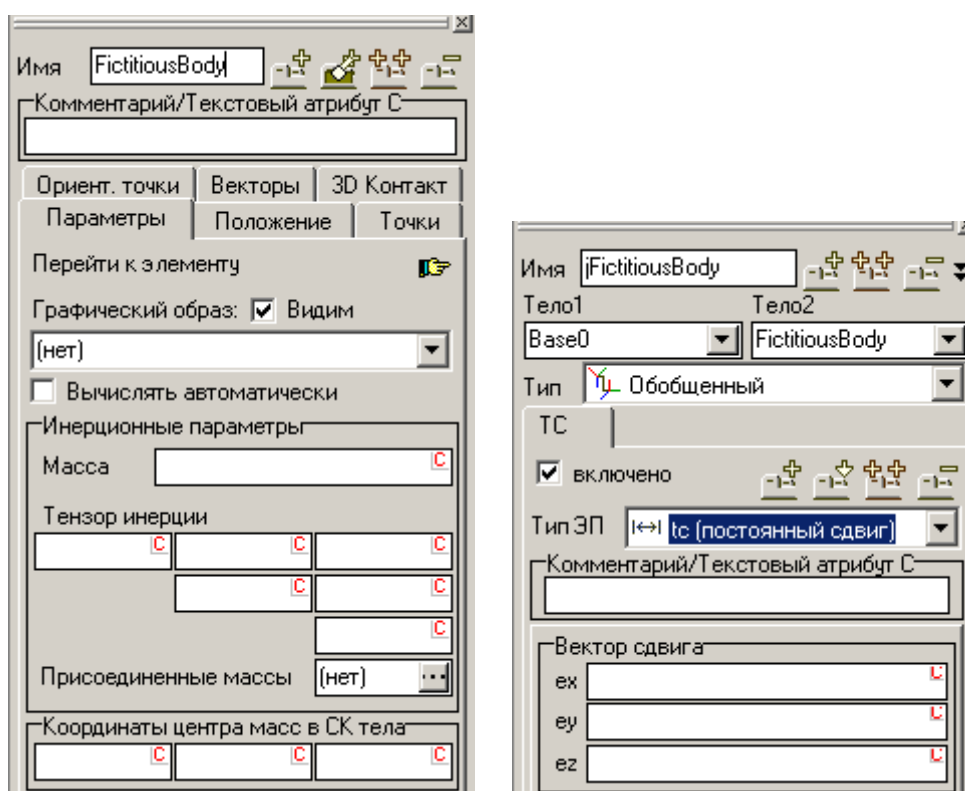 Имя FictitiousBody
Комментарий/Текстовый атрибут C
Ориент. точки Векторы 3D Контакт
Параметры Положение Точки
Перейти к элементу
Графический образ: Видим
(нет)
Вычислять автоматически
Инерционные параметры
Масса C
Тензор инерции
C C C
C C
C
Присоединенные массы (нет) ...
Координаты центра масс в СК тела
C C C
Имя jFictitiousBody
Тело1 Тело2
Base0 FictitiousBody
Тип Обобщенный
ТС
включено
Тип ЭП tc (постоянный сдвиг)
Комментарий/Текстовый атрибут C
Вектор сдвига
ex C
ey C
ez C